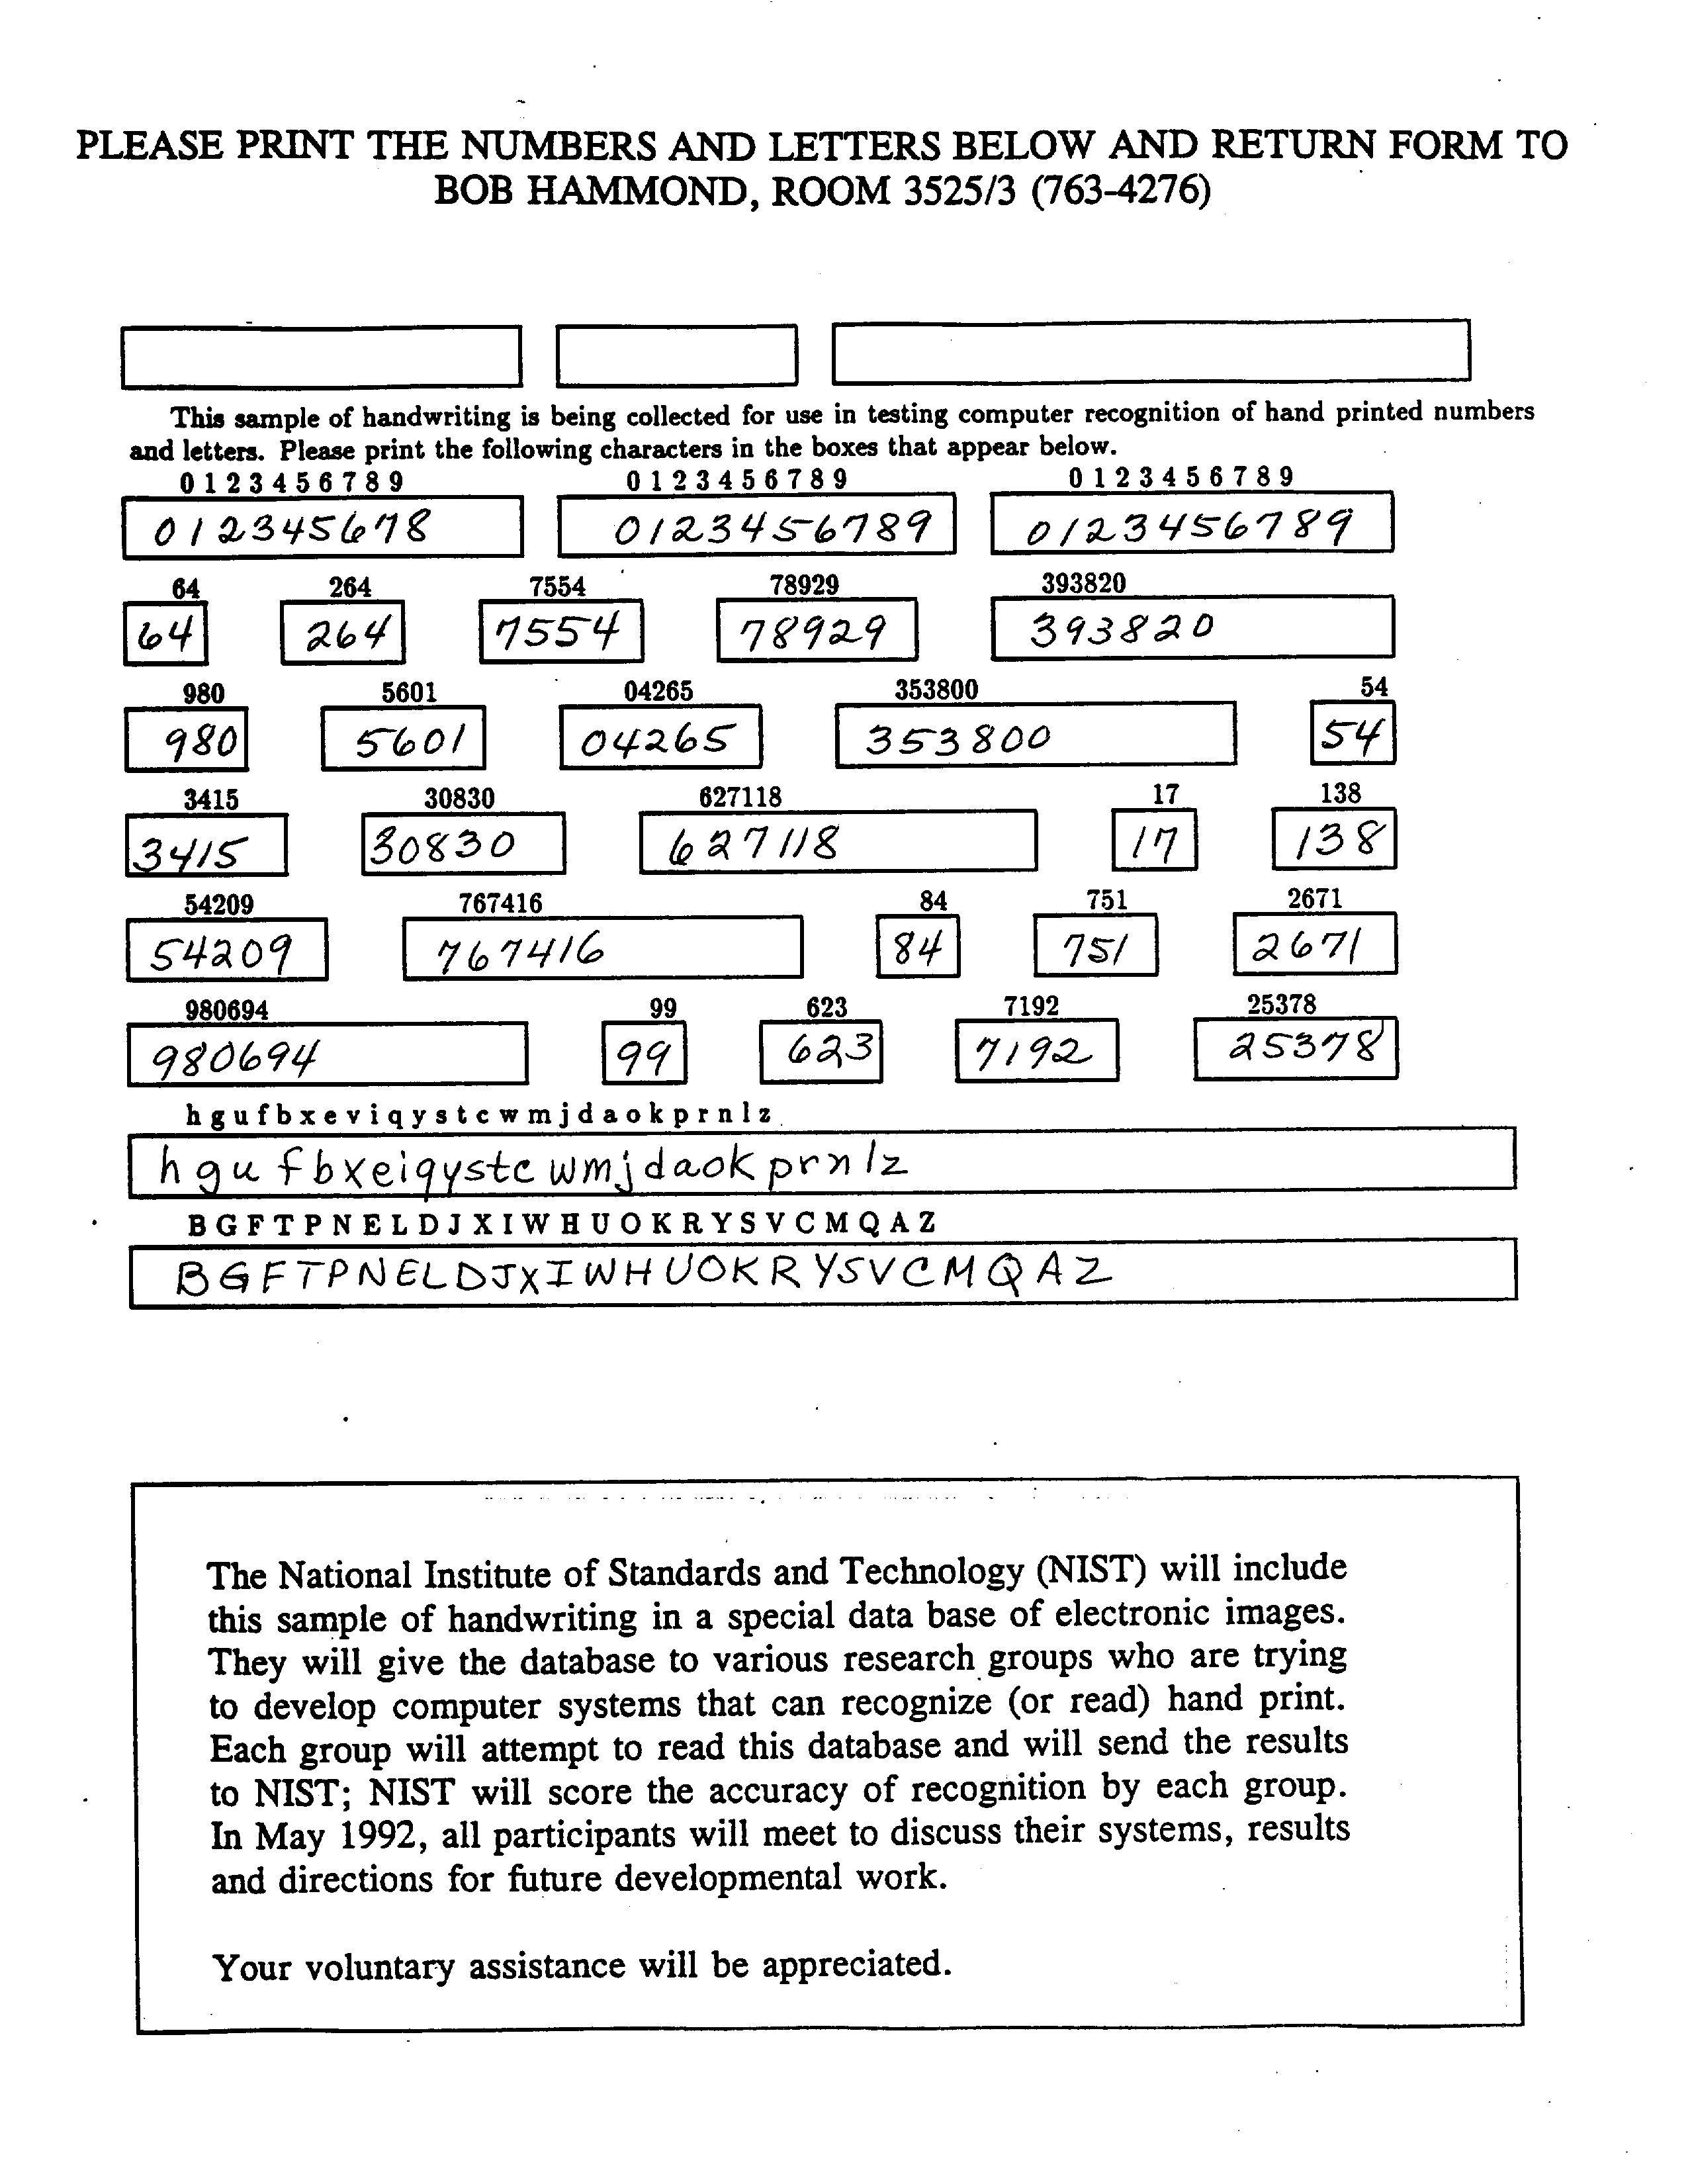 PLEASE PRINT THE NUMBERS AND LETTERS BELOW AND RETURN FORM TO
BOB HAMMOND, ROOM 3525/3 (763-4276)
This sample of handwriting is being collected for use in testing computer recognition of hand printed numbers
and letters. Please print the following characters in the boxes that appear below.
0 1 2 3 4 5 6 7 8 9 0 1 2 3 4 5 6 7 8 9 0 1 2 3 4 5 6 7 8 9
012345678 0123456789 0123456789
64 264 7554 78929 393820
64 264 7554 78929 393820
980 5601 04265 353800 54
980 5601 04265 353800 54
3415 30830 627118 17 138
3415 30830 627118 17 138
54209 767416 84 751 2671
54209 767416 84 751 2671
980694 99 623 7192 25378
980694 99 623 7192 25378
h g u f b x e v i q y s t c w m j d a o k p r n l z
hgufbxeiqystcwmjdaokprnlz
B G F T P N E L D J X I W H U O K R Y S V C M Q A Z
BGFTPNELDJXIWHUOKRYSVCMQAZ
The National Institute of Standards and Technology (NIST) will include
this sample of handwriting in a special data base of electronic images.
They will give the database to various research groups who are trying
to develop computer systems that can recognize (or read) hand print.
Each group will attempt to read this database and will send the results
to NIST; NIST will score the accuracy of recognition by each group.
In May 1992, all participants will meet to discuss their systems, results
and directions for future developmental work.
Your voluntary assistance will be appreciated.